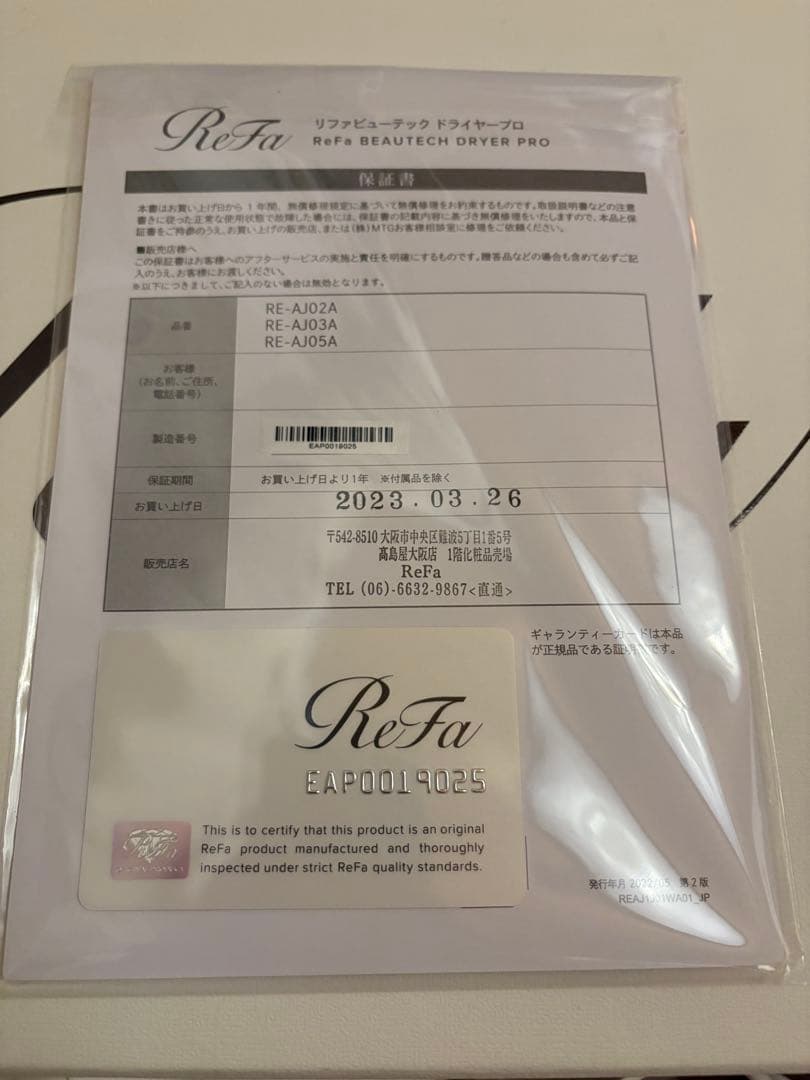 ReFa リファビューテック ドライヤープロ
ReFa BEAUTECH DRYER PRO
保証書
本書はお買い上げ日から1年間、無償修理規定に基づいて無償修理をお約束するものです。取扱説明書などの注意
書きに従った正常な使用状態で故障した場合には、保証書の記載内容に基づき無償修理をいたしますので、本品と保
証書をご持参のうえ、お買い上げの販売店、または(株)MTGお客様相談室に修理をご依頼ください。
■販売店様へ
この保証書はお客様へのアフターサービスの実施と責任を明確にするものです。贈答品などの場合も含めて必ずご記
入のうえ、お客様にお渡しください。
※以下につきまして、ご記入のない場合は無効となります。
品番
RE-AJ02A
RE-AJ03A
RE-AJ05A
お客様
(お名前、ご住所、
電話番号)
製造番号
EAP0019025
保証期間 お買い上げ日より1年 ※付属品を除く
お買い上げ日 2023.03.26
販売店名
〒542-8510 大阪市中央区難波5丁目1番5号
髙島屋大阪店 1階化粧品売場
ReFa
TEL (06)-6632-9867<直通>
ギャランティーカードは本品
が正規品である証明です。
ReFa
EAP0019025
This is to certify that this product is an original
ReFa product manufactured and thoroughly
inspected under strict ReFa quality standards.
ReFa
発行年月 2022/05 第2版